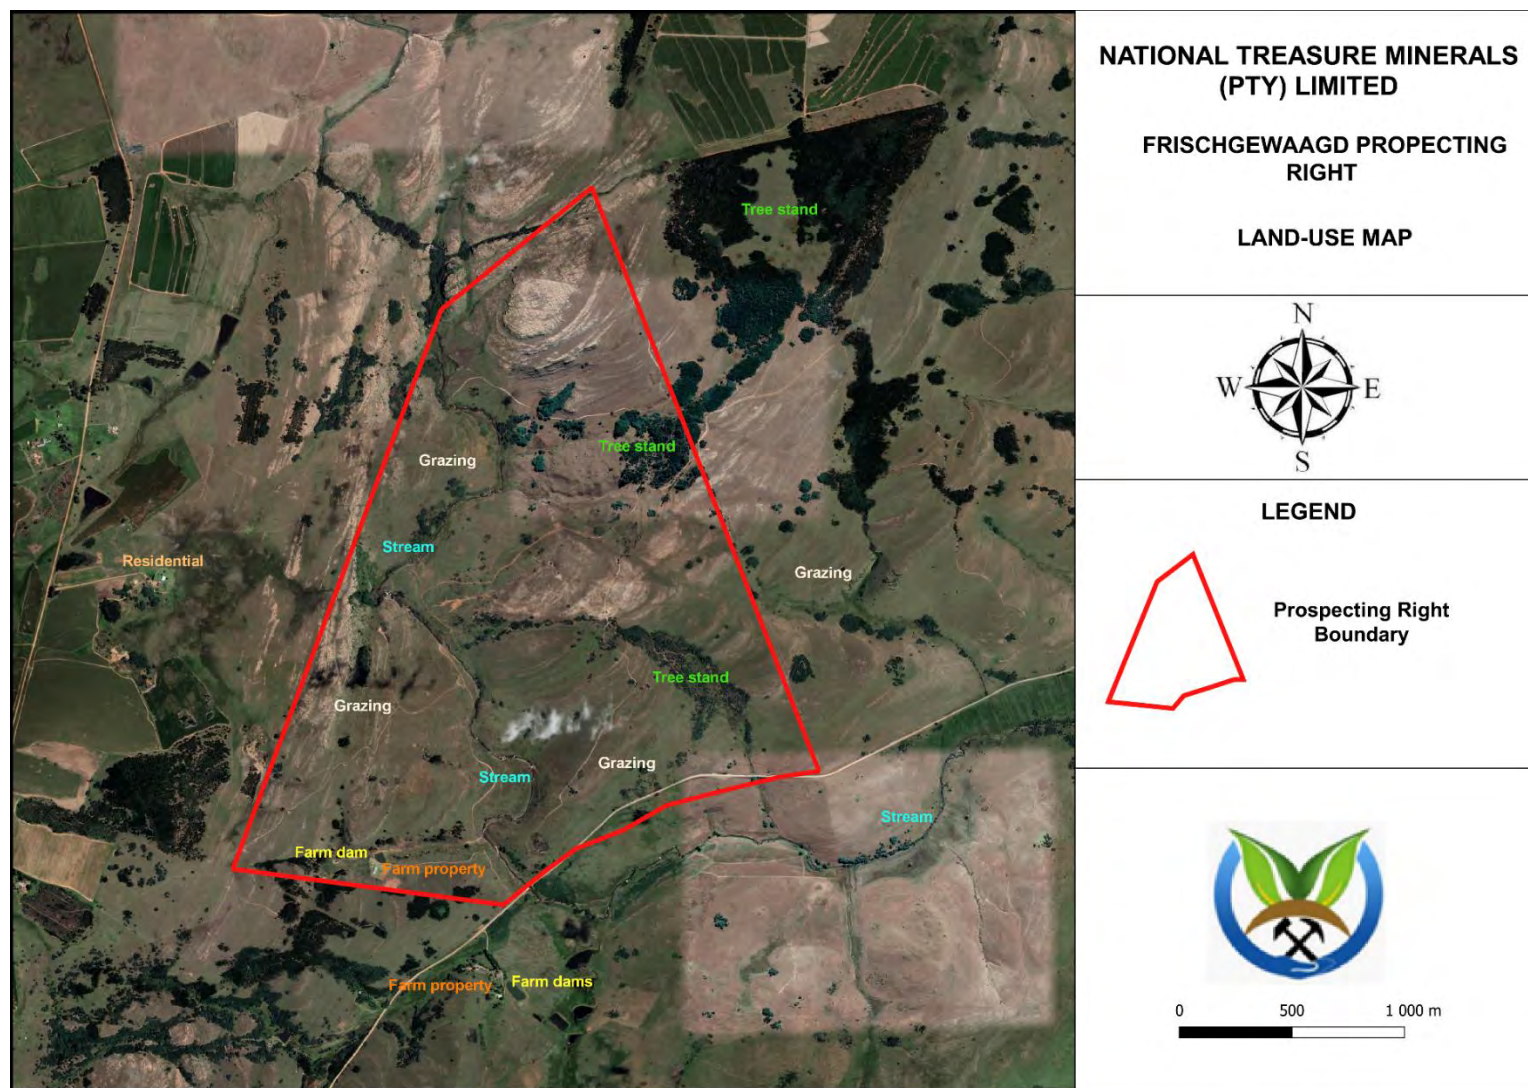 NATIONAL TREASURE MINERALS
(PTY) LIMITED
FRISCHGEWAAGD PROPECTING
RIGHT
LAND-USE MAP
N
W
E
S
LEGEND
Prospecting Right
Boundary
0 500 1 000 m
Tree stand
Tree stand
Grazing
Stream
Residential
Grazing
Tree stand
Grazing
Grazing
Stream
Stream
Farm dam
Farm property
Farm property
Farm dams